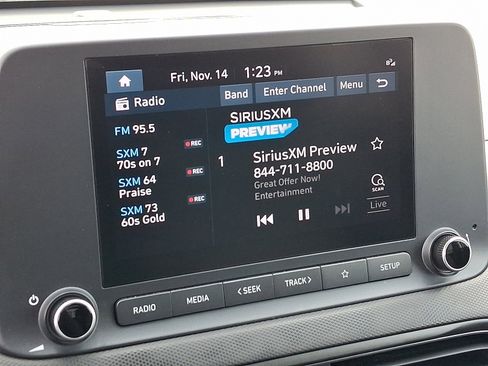 Fri, Nov. 14 1:23 PM
Radio Band Enter Channel Menu
FM 95.5
SXM 7 REC
70s on 7
SXM 64 REC
Praise
SXM 73 REC
60s Gold
SIRIUSXM
PREVIEW
1 SiriusXM Preview
844-711-8800
Great Offer Now!
Entertainment
SCAN
Live
RADIO MEDIA < SEEK TRACK > SETUP